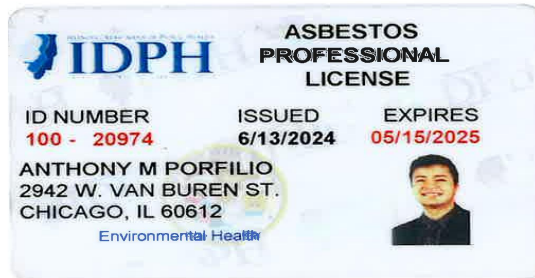 IDPH
ASBESTOS
PROFESSIONAL
LICENSE
ID NUMBER ISSUED EXPIRES
100 - 20974 6/13/2024 05/15/2025
ANTHONY M PORFILIO
2942 W. VAN BUREN ST.
CHICAGO, IL 60612
Environmental Health